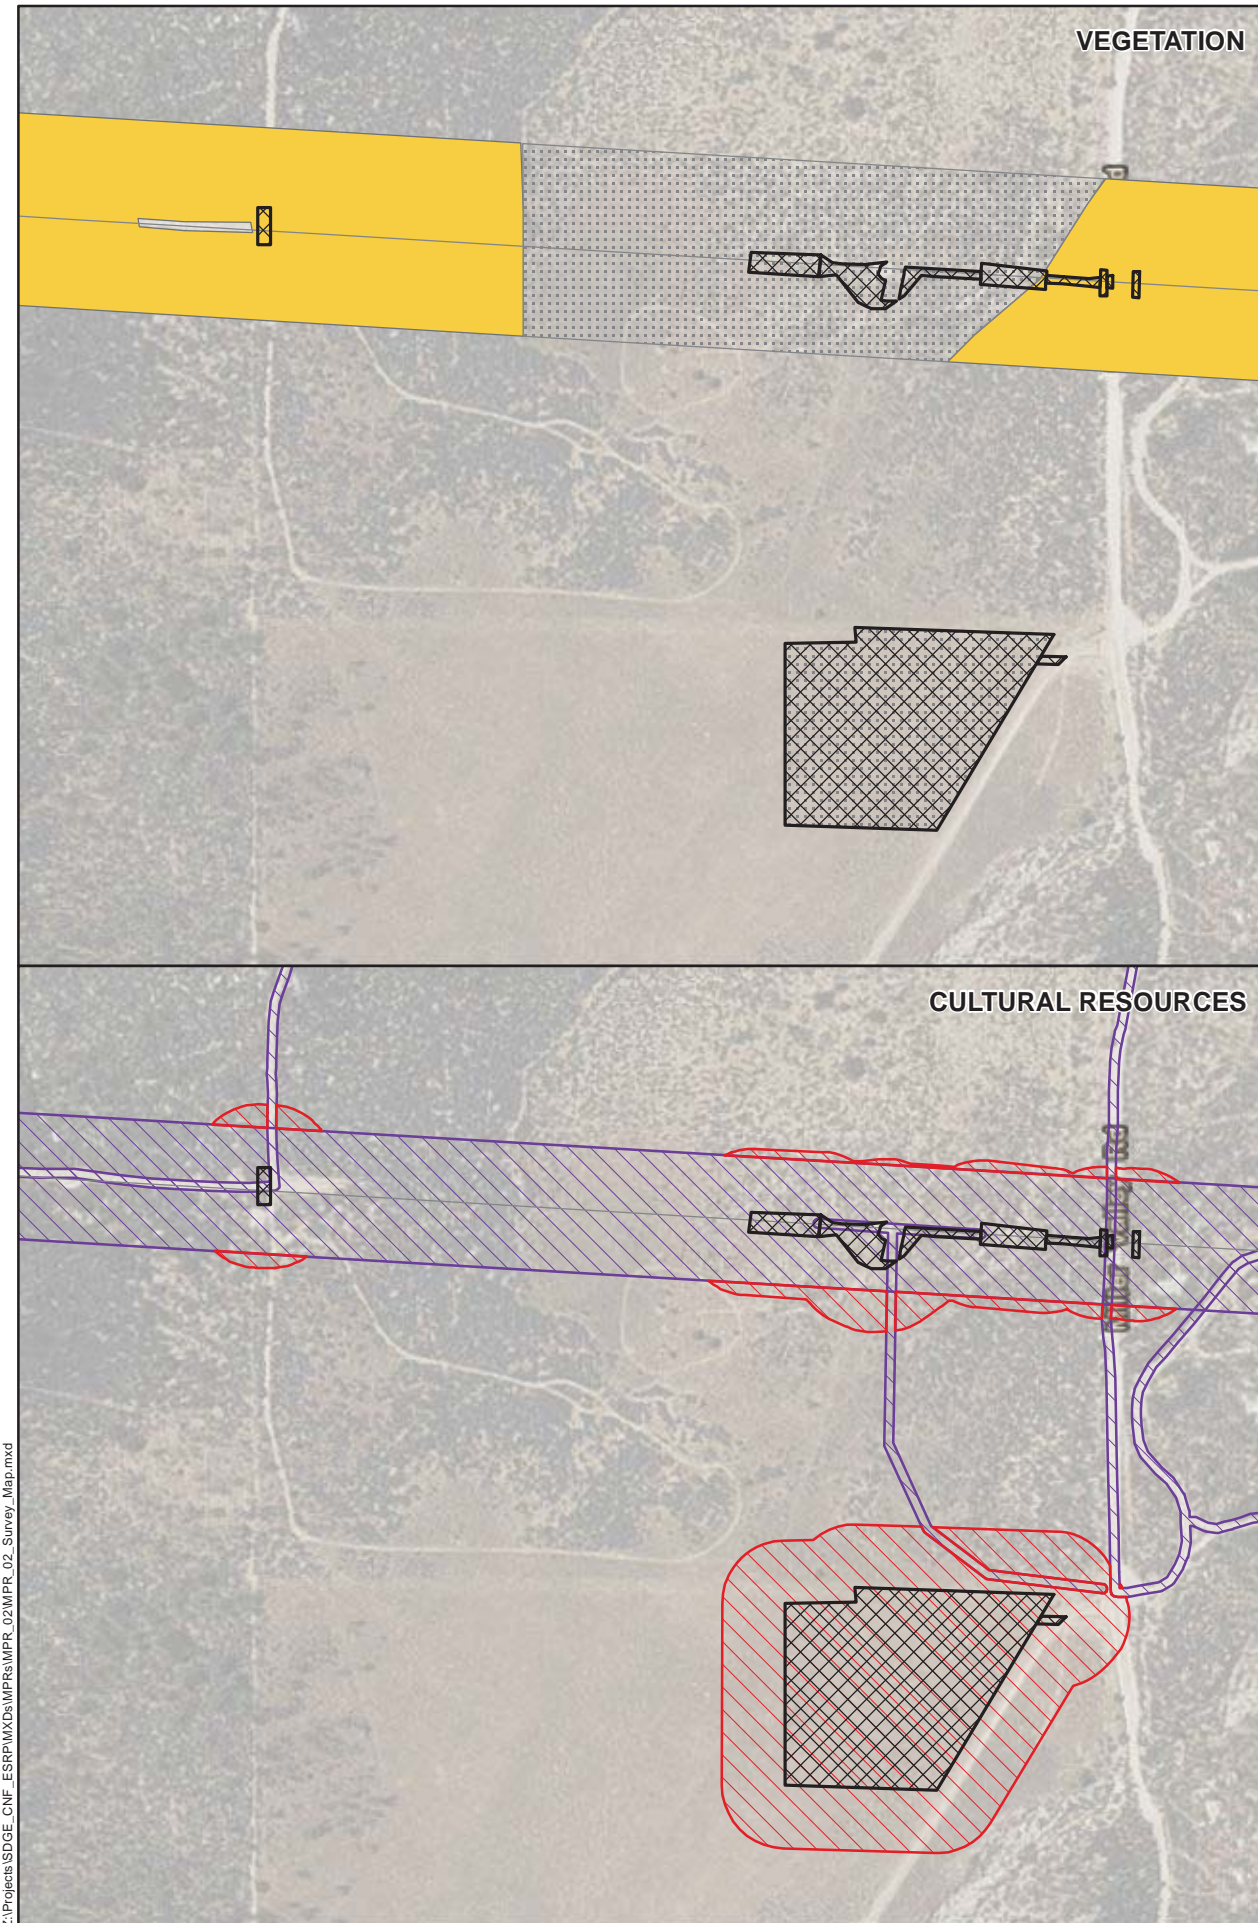 VEGETATION
CULTURAL RESOURCES
Z:\Projects\SDGE_CNF_ESRP\MXDs\MPRs\MPR_02\MPR_02_Survey_Map.mxd